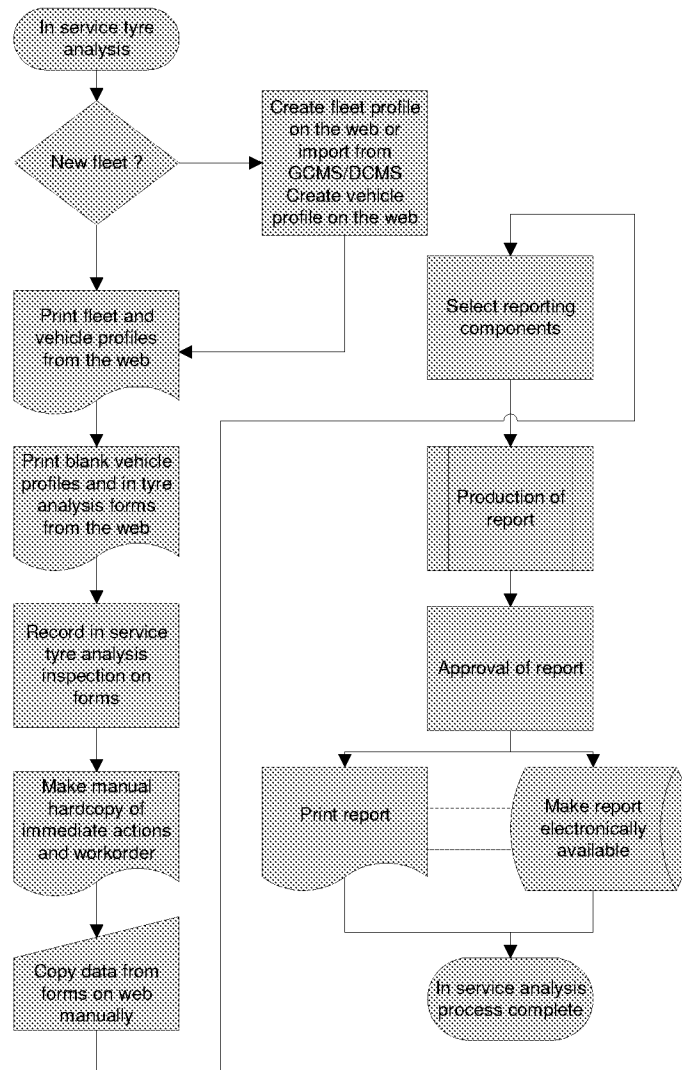 In service tyre
analysis
New fleet ?
Create fleet profile
on the web or
import from
GCMS/DCMS
Create vehicle
profile on the web
Print fleet and
vehicle profiles
from the web
Print blank vehicle
profiles and in tyre
analysis forms
from the web
Record in service
tyre analysis
inspection on
forms
Make manual
hardcopy of
immediate actions
and workorder
Copy data from
forms on web
manually
Select reporting
components
Production of
report
Approval of report
Print report
Make report
electronically
available
In service analysis
process complete